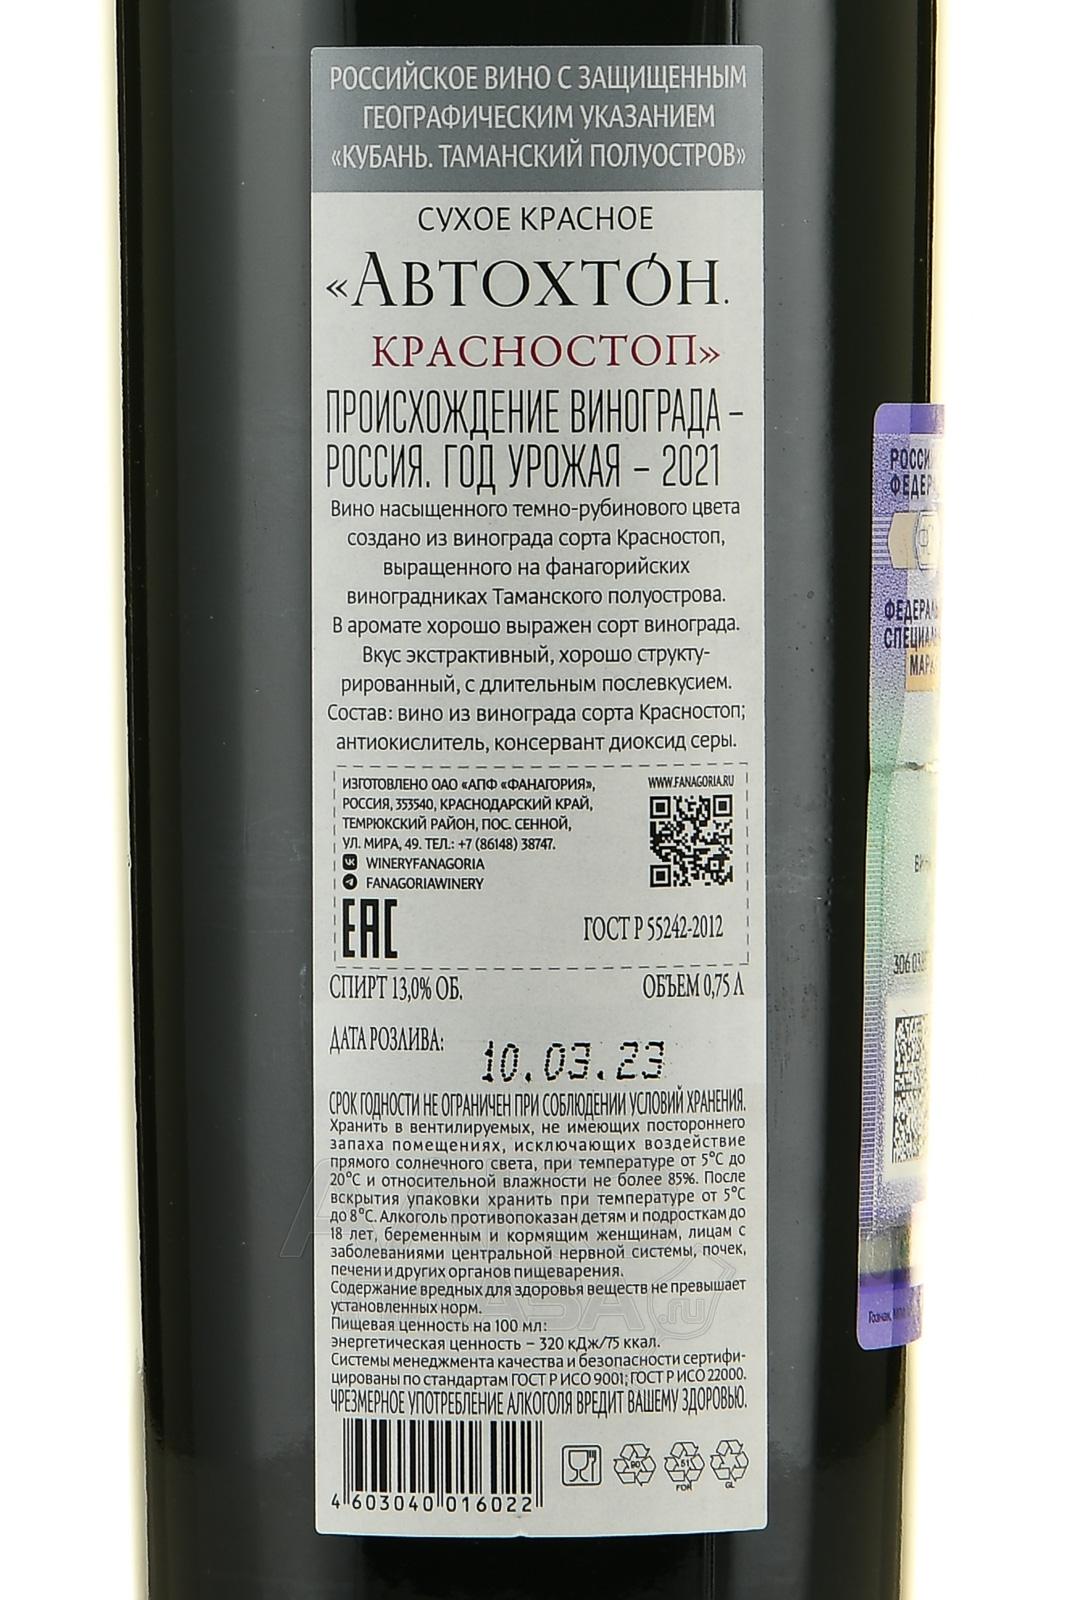 РОССИЙСКОЕ ВИНО С ЗАЩИЩЕННЫМ
ГЕОГРАФИЧЕСКИМ УКАЗАНИЕМ
«КУБАНЬ. ТАМАНСКИЙ ПОЛУОСТРОВ»
СУХОЕ КРАСНОЕ
«АВТОХТО́Н.
КРАСНОСТОП»
ПРОИСХОЖДЕНИЕ ВИНОГРАДА –
РОССИЯ. ГОД УРОЖАЯ – 2021
Вино насыщенного темно-рубинового цвета
создано из винограда сорта Красностоп,
выращенного на фанагорийских
виноградниках Таманского полуострова.
В аромате хорошо выражен сорт винограда.
Вкус экстрактивный, хорошо структу-
рированный, с длительным послевкусием.
Состав: вино из винограда сорта Красностоп;
антиокислитель, консервант диоксид серы.
ИЗГОТОВЛЕНО ОАО «АПФ «ФАНАГОРИЯ»,
РОССИЯ, 353540, КРАСНОДАРСКИЙ КРАЙ,
ТЕМРЮКСКИЙ РАЙОН, ПОС. СЕННОЙ,
УЛ. МИРА, 49. ТЕЛ.: +7 (86148) 38747.
WINERYFANAGORIA
FANAGORIAWINERY
WWW.FANAGORIA.RU
EAC
ГОСТ Р 55242-2012
СПИРТ 13,0% ОБ.
ОБЪЕМ 0,75 Л
ДАТА РОЗЛИВА:
10.03.23
СРОК ГОДНОСТИ НЕ ОГРАНИЧЕН ПРИ СОБЛЮДЕНИИ УСЛОВИЙ ХРАНЕНИЯ.
Хранить в вентилируемых, не имеющих постороннего
запаха помещениях, исключающих воздействие
прямого солнечного света, при температуре от 5°С до
20°С и относительной влажности не более 85%. После
вскрытия упаковки хранить при температуре от 5°С
до 8°С. Алкоголь противопоказан детям и подросткам до
18 лет, беременным и кормящим женщинам, лицам с
заболеваниями центральной нервной системы, почек,
печени и других органов пищеварения.
Содержание вредных для здоровья веществ не превышает
установленных норм.
Пищевая ценность на 100 мл:
энергетическая ценность – 320 кДж/75 ккал.
Системы менеджмента качества и безопасности сертифи-
цированы по стандартам ГОСТ Р ИСО 9001; ГОСТ Р ИСО 22000.
ЧРЕЗМЕРНОЕ УПОТРЕБЛЕНИЕ АЛКОГОЛЯ ВРЕДИТ ВАШЕМУ ЗДОРОВЬЮ.
4 603040 016022
90
51
FOR
GL